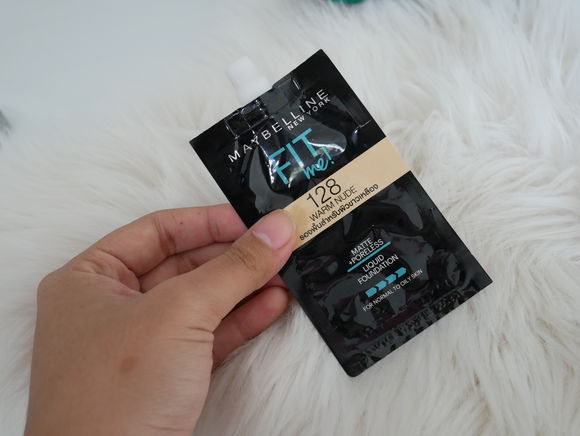 MAYBELLINE
NEW YORK
FIT
me!
128
WARM NUDE
รองพื้นสำหรับผิวขาวเหลือง
MATTE
+PORELESS
LIQUID
FOUNDATION
FOR NORMAL TO OILY SKIN